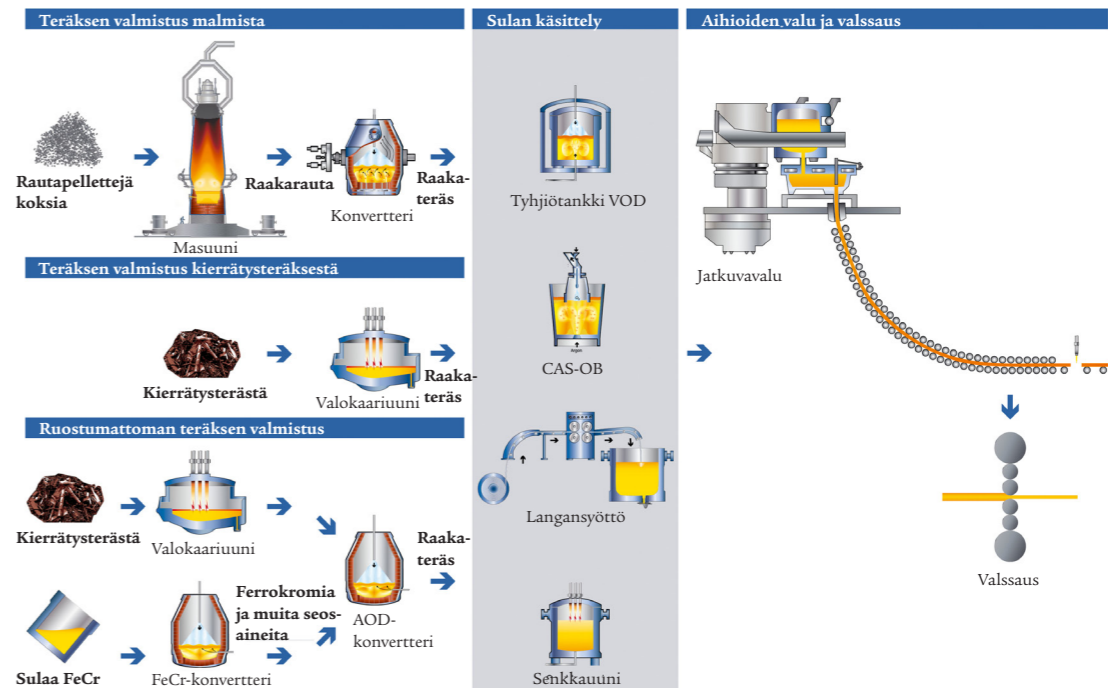 Teräksen valmistus malmista
Rautapellettejä
koksia
Masuuni
Raakarauta
Konvertteri
Raaka-
teräs
Teräksen valmistus kierrätysteräksestä
Kierrätysterästä
Valokaariuuni
Raaka-
teräs
Ruostumattoman teräksen valmistus
Kierrätysterästä
Valokaariuuni
Sulaa FeCr
FeCr-konvertteri
Ferrokromia
ja muita seos-
aineita
AOD-
konvertteri
Raaka-
teräs
Sulan käsittely
Tyhjiötankki VOD
Argon
CAS-OB
Langansyöttö
Senkkauuni
Aihioiden valu ja valssaus
Jatkuvavalu
Valssaus